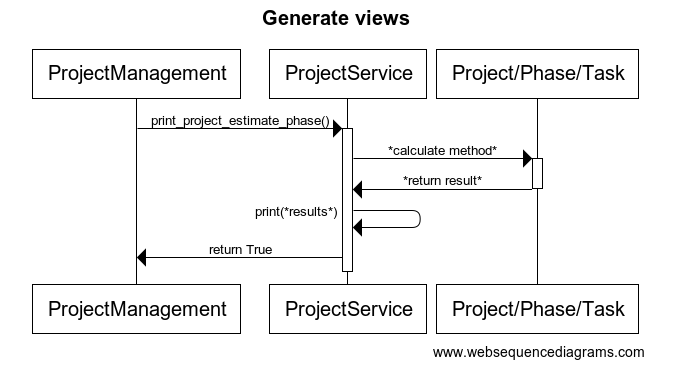 Generate views
ProjectManagement
ProjectService
Project/Phase/Task
print_project_estimate_phase()
*calculate method*
*return result*
print(*results*)
return True
ProjectManagement
ProjectService
Project/Phase/Task
www.websequencediagrams.com